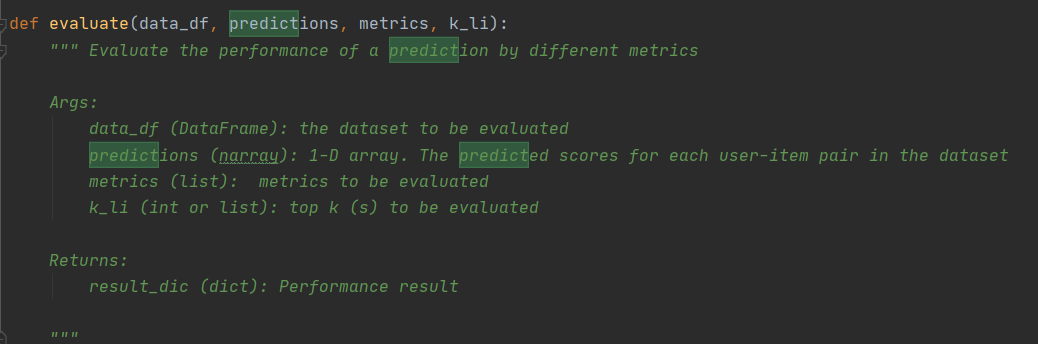 def evaluate(data_df, predictions, metrics, k_li):
""" Evaluate the performance of a prediction by different metrics
Args:
data_df (DataFrame): the dataset to be evaluated
predictions (narray): 1-D array. The predicted scores for each user-item pair in the dataset
metrics (list):  metrics to be evaluated
k_li (int or list): top k (s) to be evaluated
Returns:
result_dic (dict): Performance result
"""